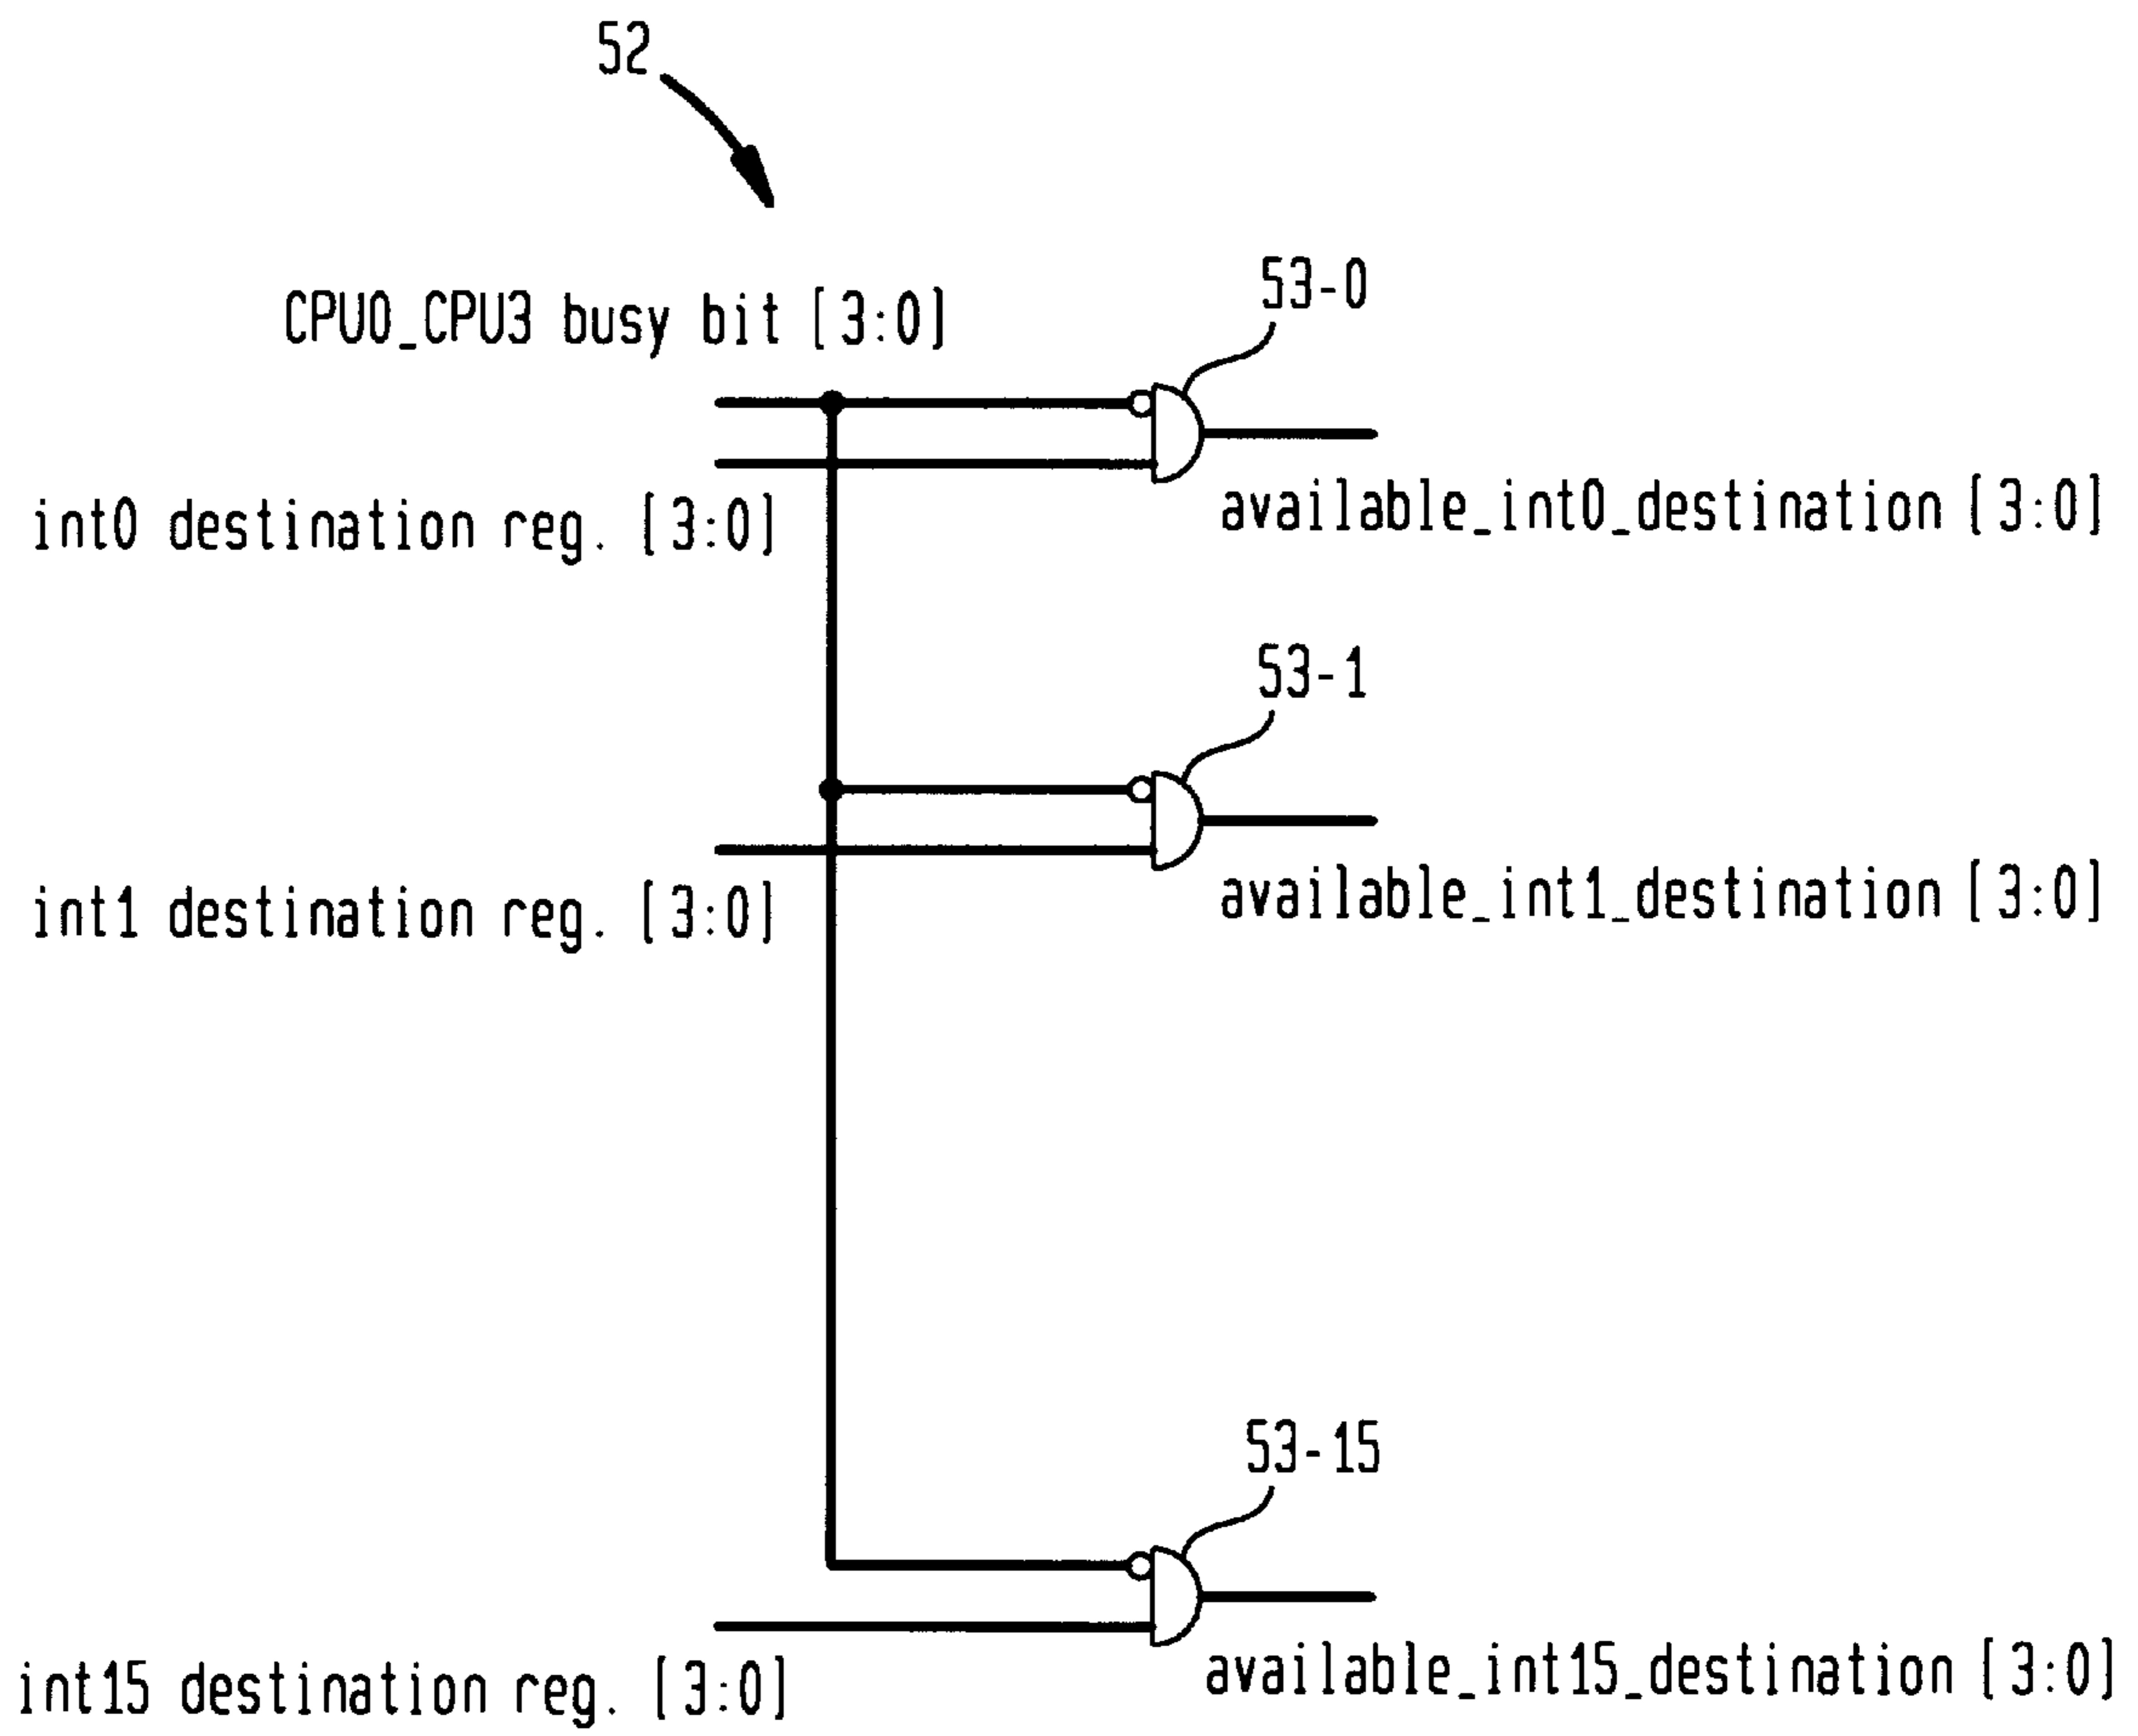 52
53-0
CPU0_CPU3 busy bit [3:0]
int0 destination reg. [3:0]
available_int0_destination [3:0]
53-1
int1 destination reg. [3:0]
available_int1_destination [3:0]
53-15
int15 destination reg. [3:0]
available_int15_destination [3:0]